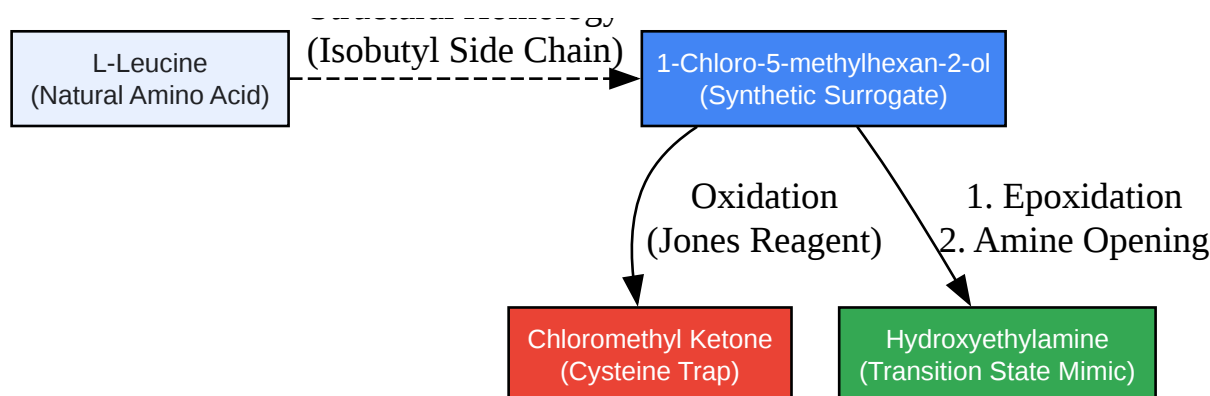 L-Leucine
(Natural Amino Acid)
(Isobutyl Side Chain)
1-Chloro-5-methylhexan-2-ol
(Synthetic Surrogate)
Oxidation
(Jones Reagent)
1. Epoxidation
2. Amine Opening
Chloromethyl Ketone
(Cysteine Trap)
Hydroxyethylamine
(Transition State Mimic)